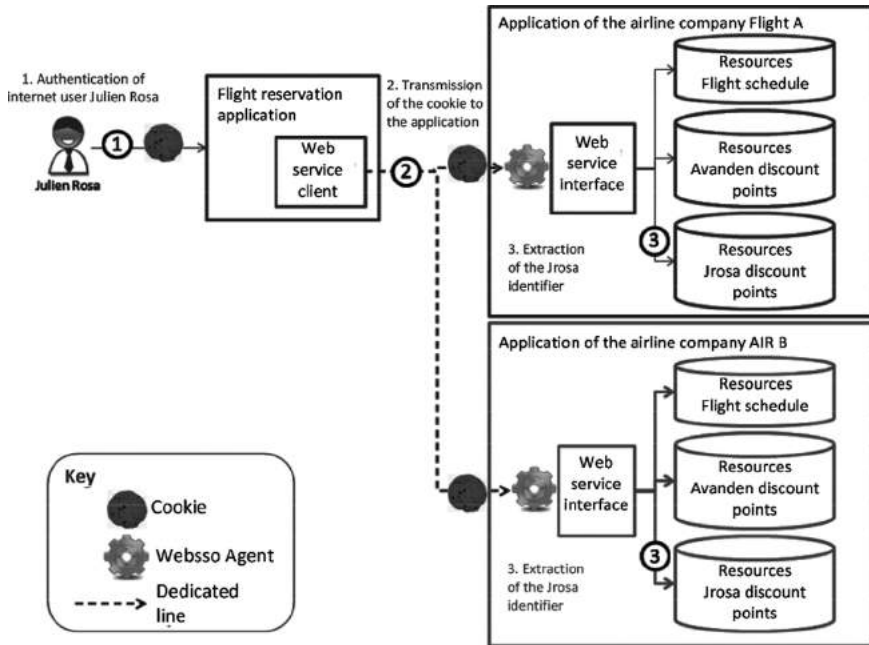 1. Authentication of
internet user Julien Rosa
1
Julien Rosa
Flight reservation
application
Web
service
client
2. Transmission
of the cookie to
the application
2
Application of the airline company Flight A
Web
service
interface
3. Extraction
of the Jrosa
identifier
3
Resources
Flight schedule
Resources
Avanden discount
points
Resources
Jrosa discount
points
Application of the airline company AIR B
Web
service
interface
3. Extraction
of the Jrosa
identifier
3
Resources
Flight schedule
Resources
Avanden discount
points
Resources
Jrosa discount
points
Key
Cookie
Websso Agent
Dedicated
line